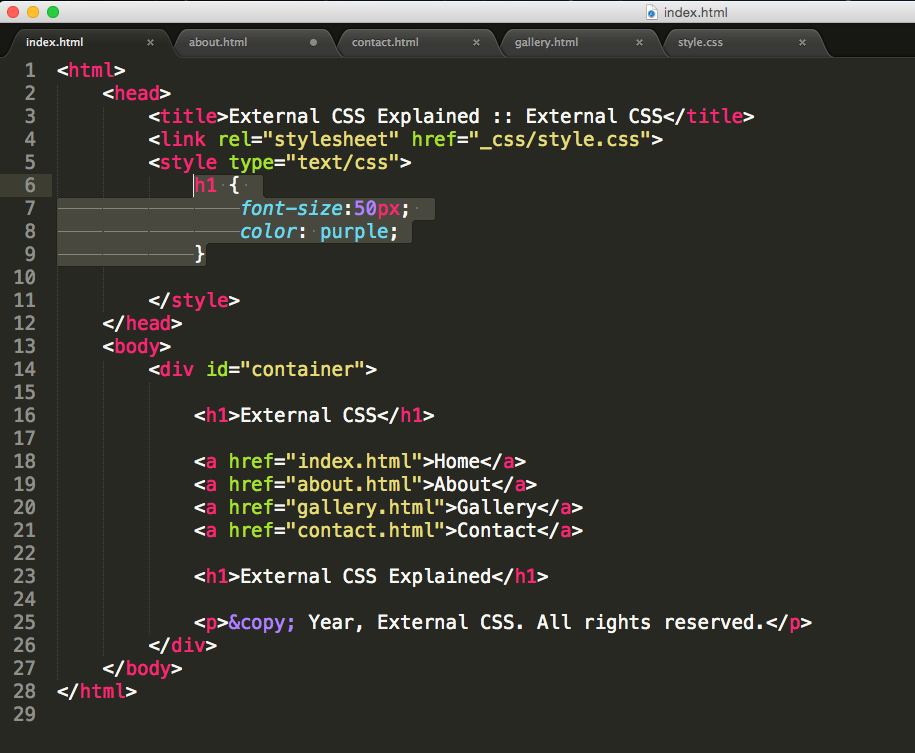 index.html
index.html × about.html contact.html × gallery.html × style.css ×
1 <html>
2 <head>
3 <title>External CSS Explained :: External CSS</title>
4 <link rel="stylesheet" href="_css/style.css">
5 <style type="text/css">
6 h1 {
7 font-size:50px;
8 color: purple;
9 }
10
11 </style>
12 </head>
13 <body>
14 <div id="container">
15
16 <h1>External CSS</h1>
17
18 <a href="index.html">Home</a>
19 <a href="about.html">About</a>
20 <a href="gallery.html">Gallery</a>
21 <a href="contact.html">Contact</a>
22
23 <h1>External CSS Explained</h1>
24
25 <p>&copy; Year, External CSS. All rights reserved.</p>
26 </div>
27 </body>
28 </html>
29